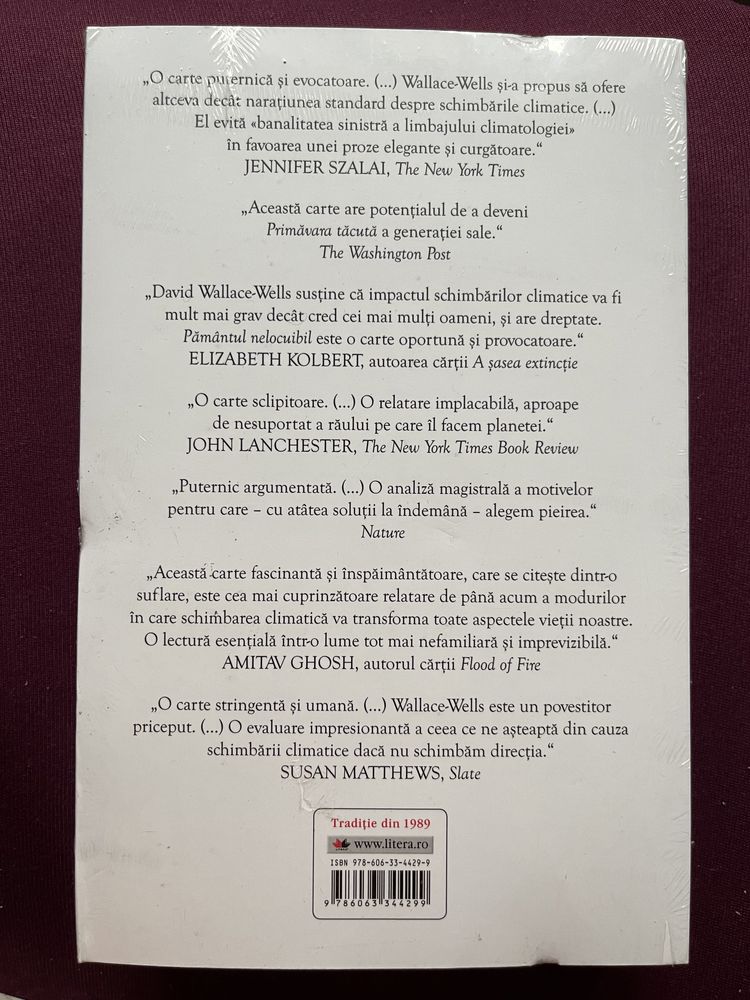 „O carte puternică și evocatoare. (...) Wallace-Wells și-a propus să ofere
altceva decât narațiunea standard despre schimbările climatice. (...)
El evită «banalitatea sinistră a limbajului climatologiei»
în favoarea unei proze elegante și curgătoare.“
JENNIFER SZALAI, The New York Times
„Această carte are potențialul de a deveni
Primăvara tăcută a generației sale.“
The Washington Post
„David Wallace-Wells susține că impactul schimbărilor climatice va fi
mult mai grav decât cred cei mai mulți oameni, și are dreptate.
Pământul nelocuibil este o carte oportună și provocatoare.“
ELIZABETH KOLBERT, autoarea cărții A șasea extincție
„O carte sclipitoare. (...) O relatare implacabilă, aproape
de nesuportat a răului pe care îl facem planetei.“
JOHN LANCHESTER, The New York Times Book Review
„Puternic argumentată. (...) O analiză magistrală a motivelor
pentru care – cu atâtea soluții la îndemână – alegem pieirea.“
Nature
„Această carte fascinantă și înspăimântătoare, care se citește dintr-o
suflare, este cea mai cuprinzătoare relatare de până acum a modurilor
în care schimbarea climatică va transforma toate aspectele vieții noastre.
O lectură esențială într-o lume tot mai nefamiliară și imprevizibilă.“
AMITAV GHOSH, autorul cărții Flood of Fire
„O carte stringentă și umană. (...) Wallace-Wells este un povestitor
priceput. (...) O evaluare impresionantă a ceea ce ne așteaptă din cauza
schimbării climatice dacă nu schimbăm direcția.“
SUSAN MATTHEWS, Slate
Tradiție din 1989
www.litera.ro
ISBN 978-606-33-4429-9
9 786063 344299